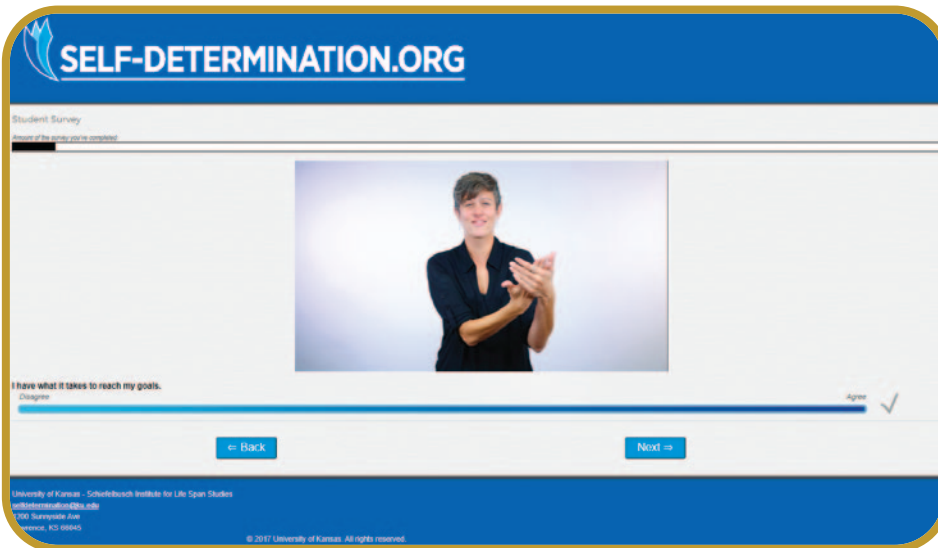 SELF-DETERMINATION.ORG
Student Survey
Amount of the survey you're completed:
I have what it takes to reach my goals.
Disagree
Agree
⇐ Back
Next ⇒
University of Kansas - Schiefelbusch Institute for Life Span Studies
selfdetermination@ku.edu
1200 Sunnyside Ave
Lawrence, KS 66045
© 2017 University of Kansas. All rights reserved.